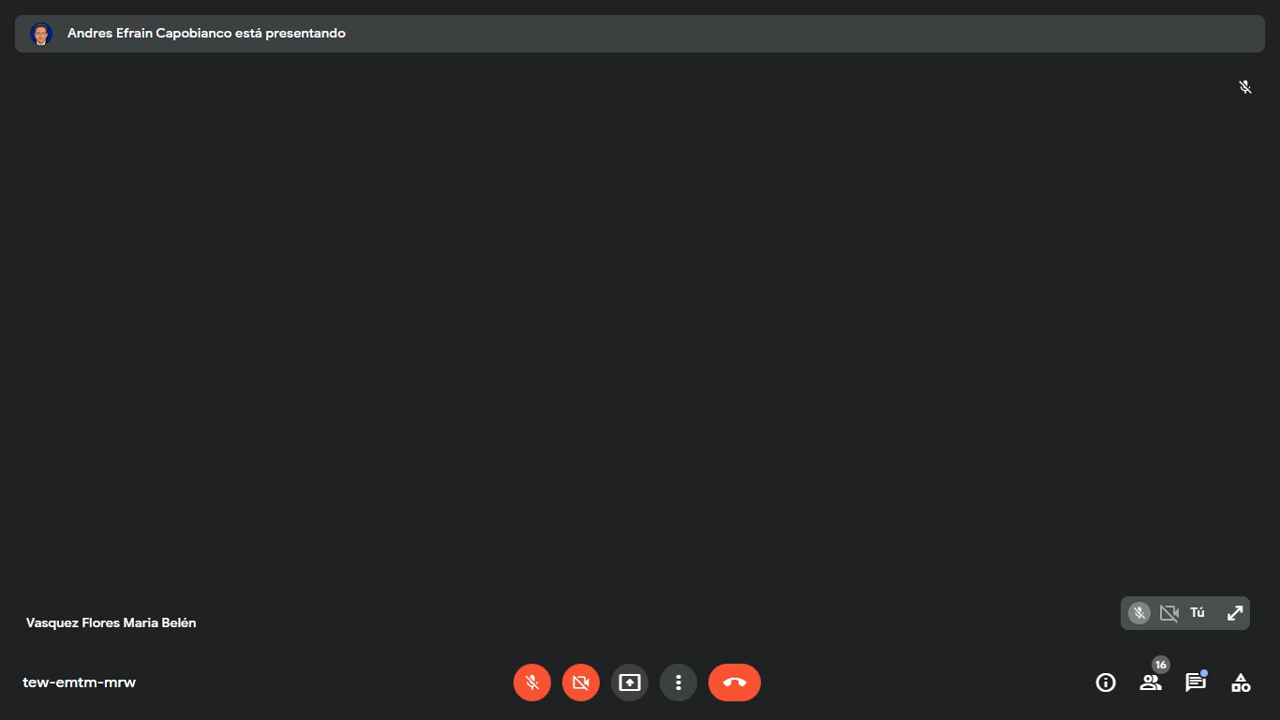 Andres Efrain Capobianco está presentando
Vasquez Flores Maria Belén
Tú
tew-emtm-mrw
16